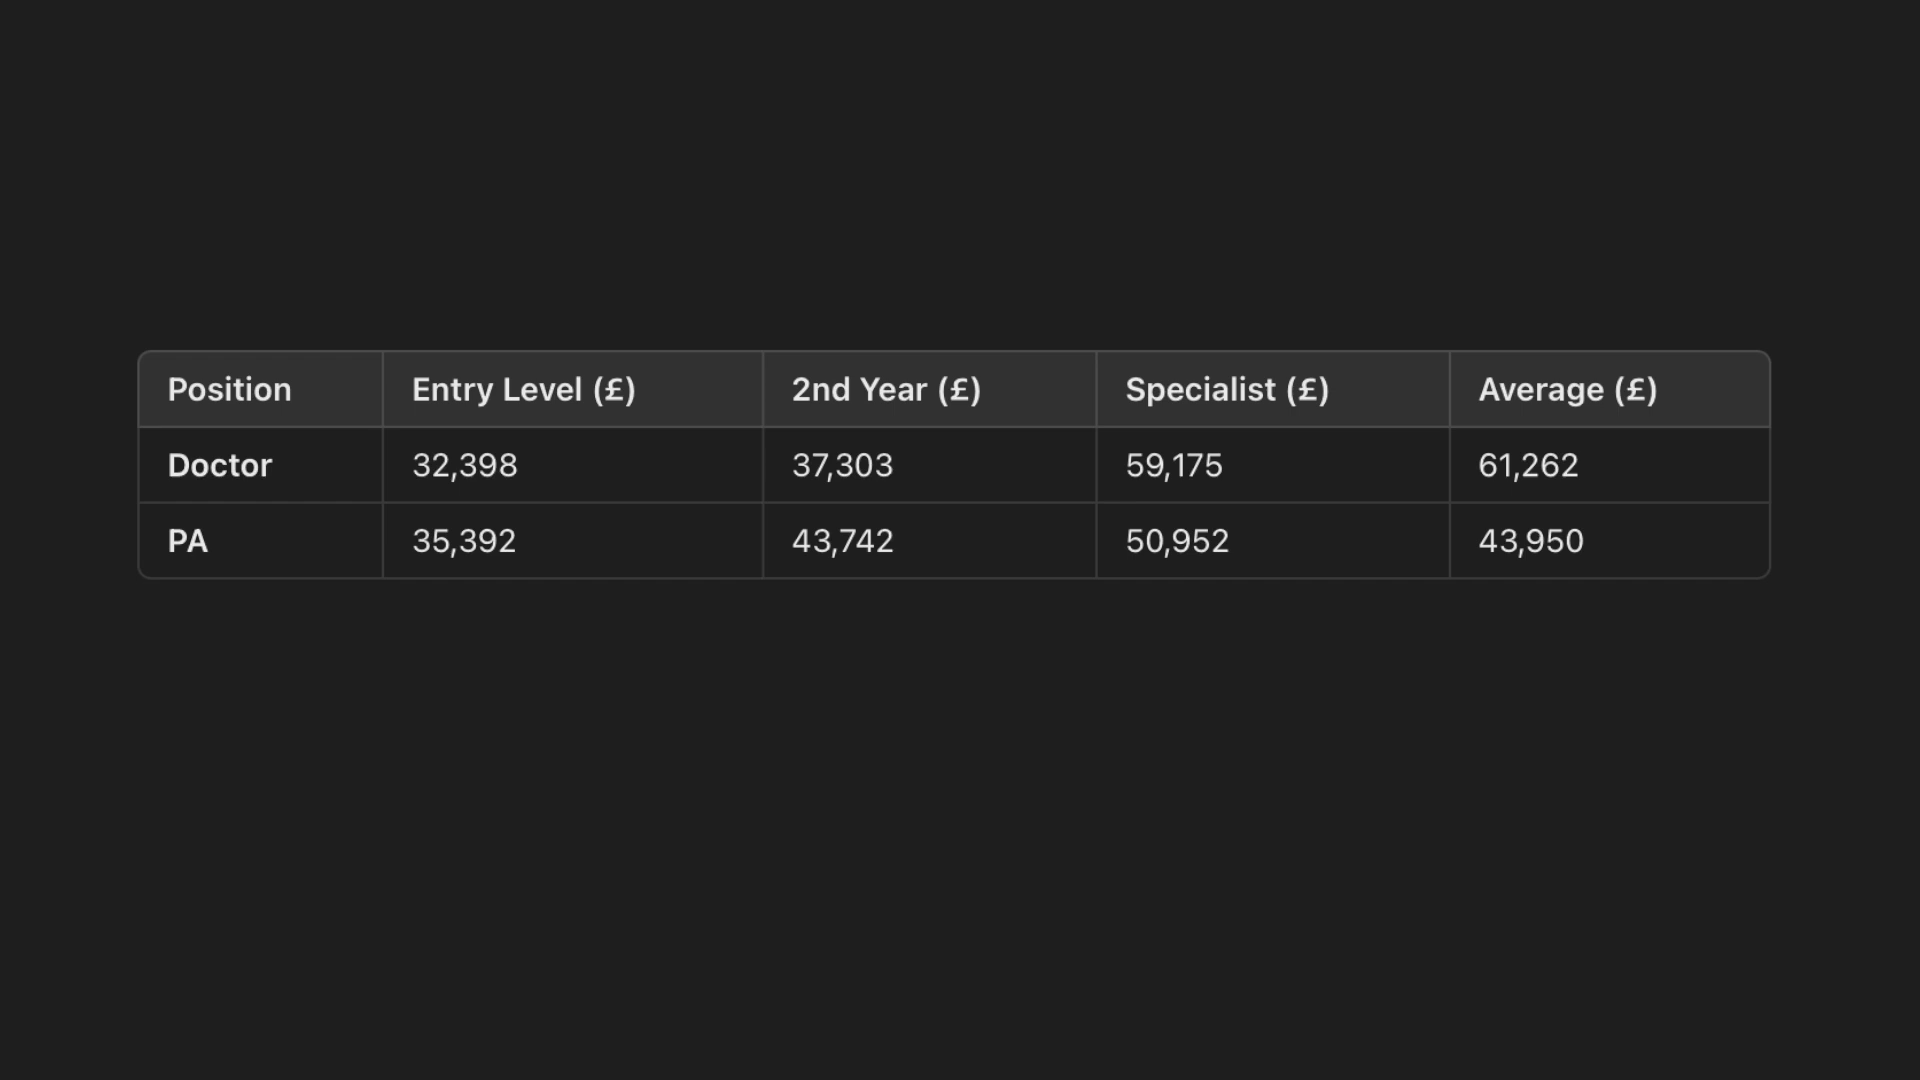 Position Entry Level (£) 2nd Year (£) Specialist (£) Average (£)
Doctor 32,398 37,303 59,175 61,262
PA 35,392 43,742 50,952 43,950